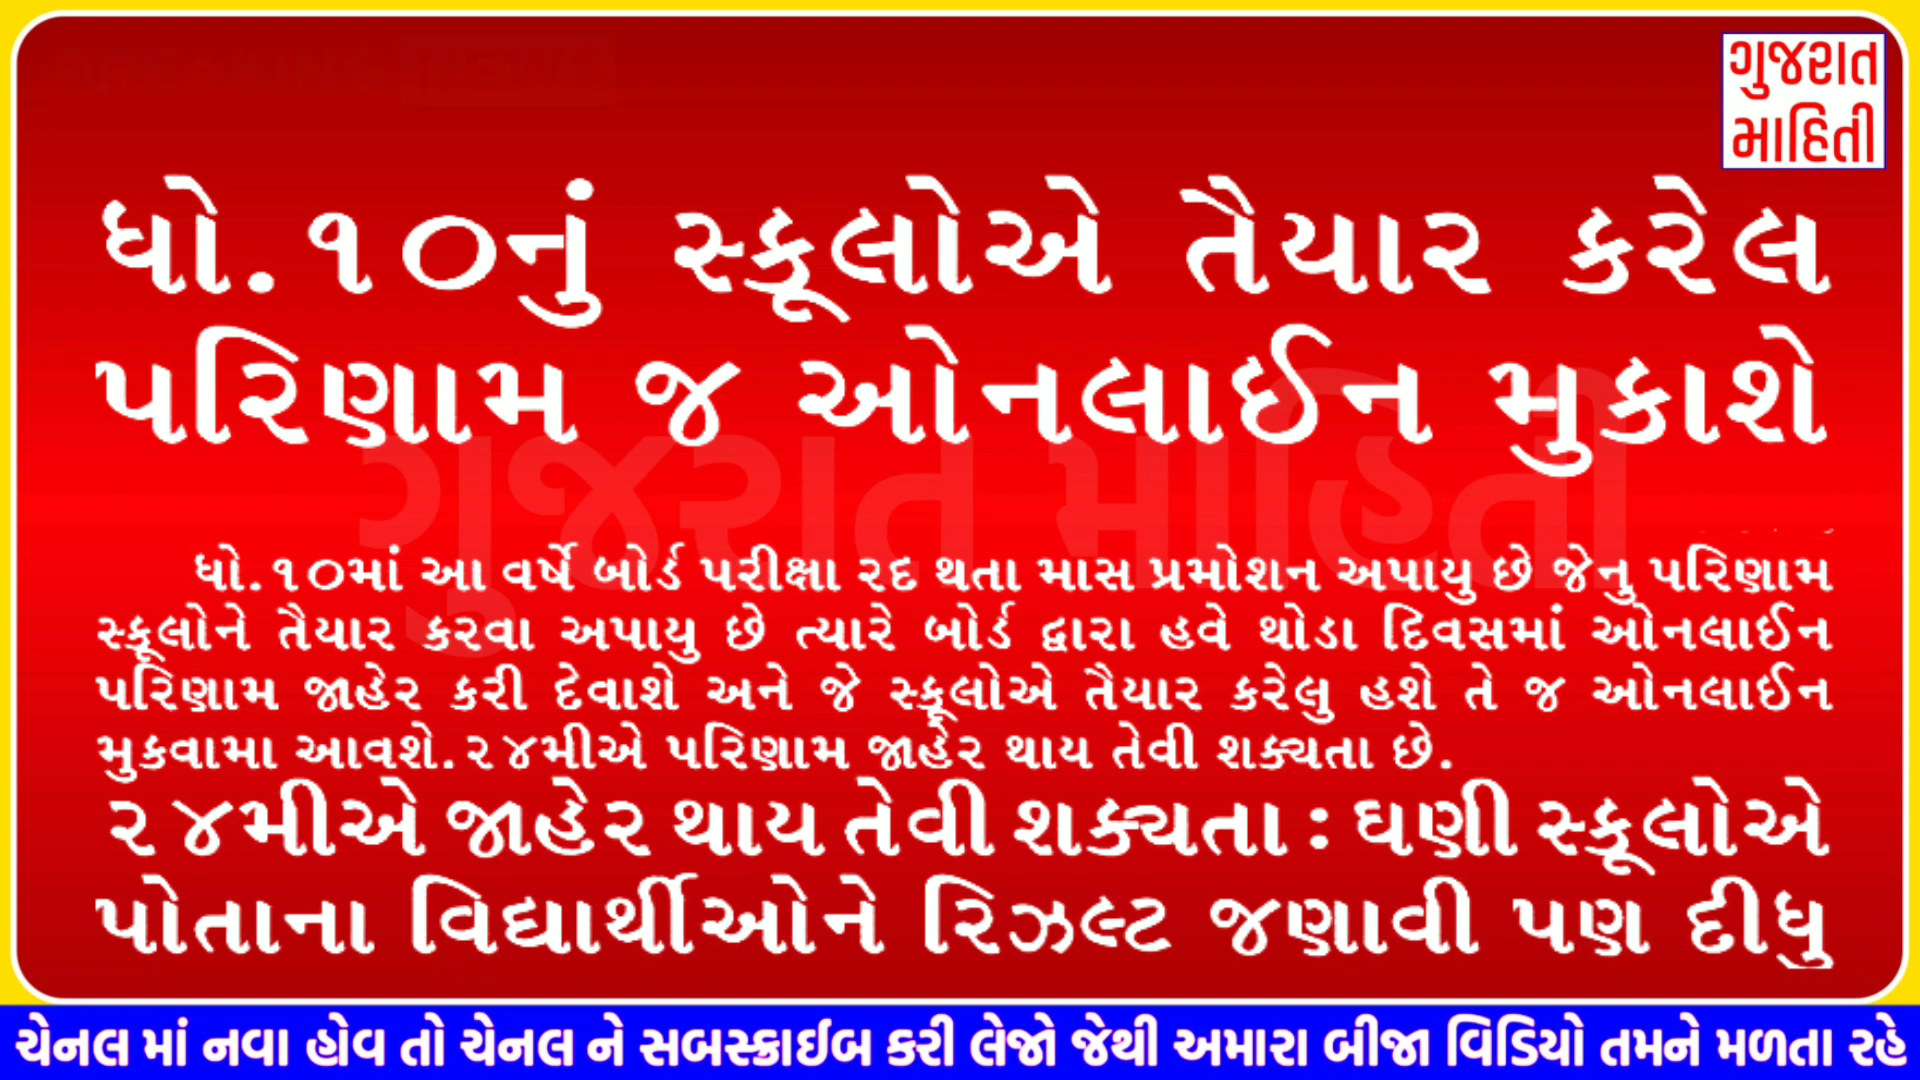 ગુજરાત
માહિતી
ધો.૧૦નું સ્કૂલોએ તૈયાર કરેલ
પરિણામ જ ઓનલાઈન મુકાશે
ગુજરાત માહિતી
ધો.૧૦માં આ વર્ષે બોર્ડ પરીક્ષા રદ થતા માસ પ્રમોશન અપાયુ છે જેનુ પરિણામ
સ્કૂલોને તૈયાર કરવા અપાયુ છે ત્યારે બોર્ડ દ્વારા હવે થોડા દિવસમાં ઓનલાઈન
પરિણામ જાહેર કરી દેવાશે અને જે સ્કૂલોએ તૈયાર કરેલુ હશે તે જ ઓનલાઈન
મુકવામા આવશે.૨૪મીએ પરિણામ જાહેર થાય તેવી શક્યતા છે.
૨૪મીએ જાહેર થાય તેવી શક્યતા : ઘણી સ્કૂલોએ
પોતાના વિદ્યાર્થીઓને રિઝલ્ટ જણાવી પણ દીધુ
ચેનલ માં નવા હોવ તો ચેનલ ને સબસ્ક્રાઈબ કરી લેજો જેથી અમારા બીજા વિડિયો તમને મળતા રહે